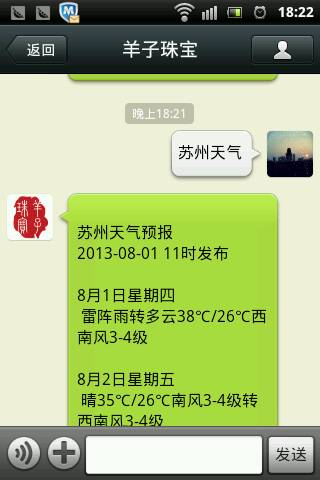 18:22
返回
羊子珠宝
晚上18:21
苏州天气
羊子
珠寶
苏州天气预报
2013-08-01 11时发布
8月1日星期四
雷阵雨转多云38℃/26℃西
南风3-4级
8月2日星期五
晴35℃/26℃南风3-4级转
西南风3-4级
发送